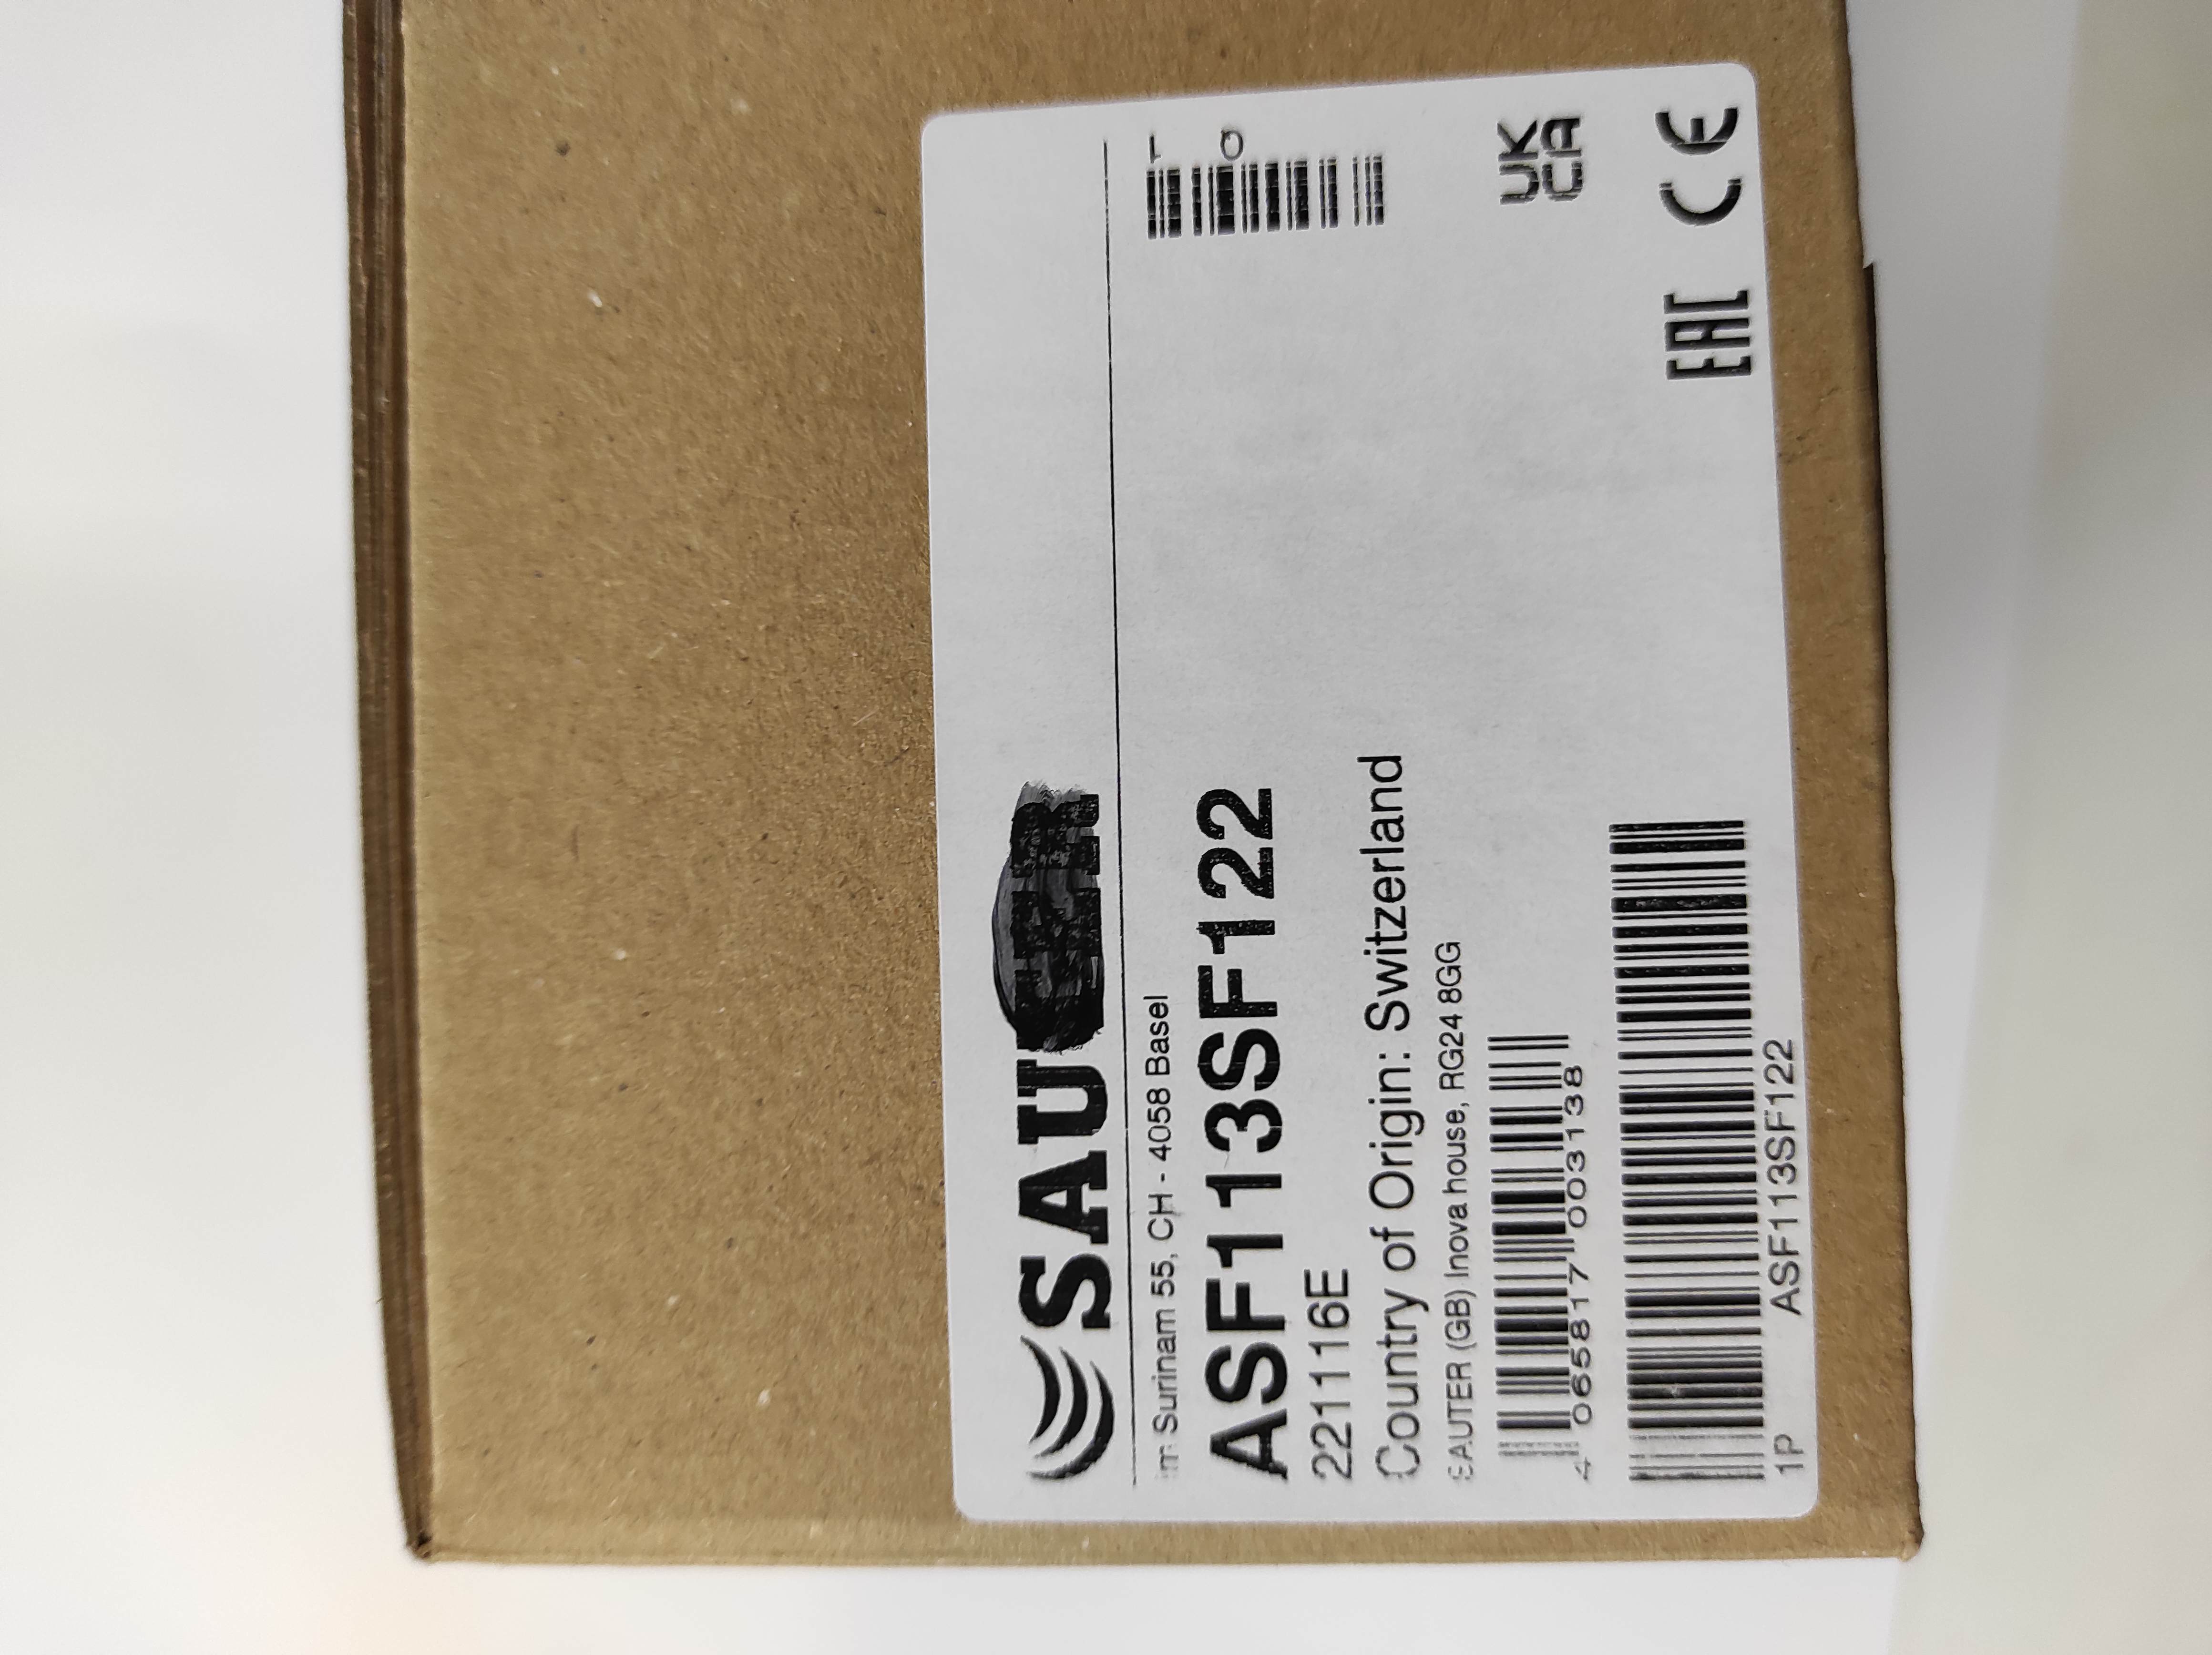 SAU
Im Surinam 55, CH - 4058 Basel
ASF113SF122
221116E
Country of Origin: Switzerland
SAUTER (GB) Inova house, RG24 8GG
4 065817 003138
1P ASF113SF122
T
Q
UK
CA
EAC CE